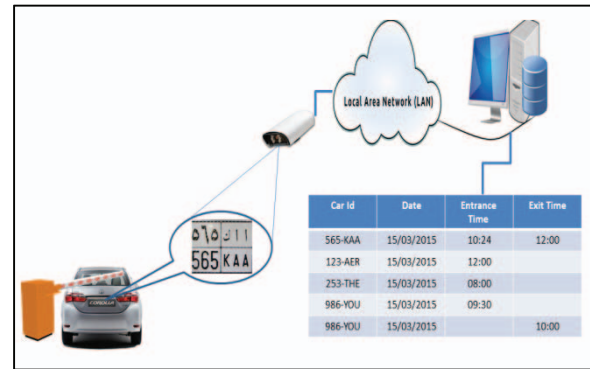 Local Area Network (LAN)
٥٦٥ ااك
565 KAA
COROLLA
Car Id Date Entrance Time Exit Time
565-KAA 15/03/2015 10:24 12:00
123-AER 15/03/2015 12:00
253-THE 15/03/2015 08:00
986-YOU 15/03/2015 09:30
986-YOU 15/03/2015 10:00